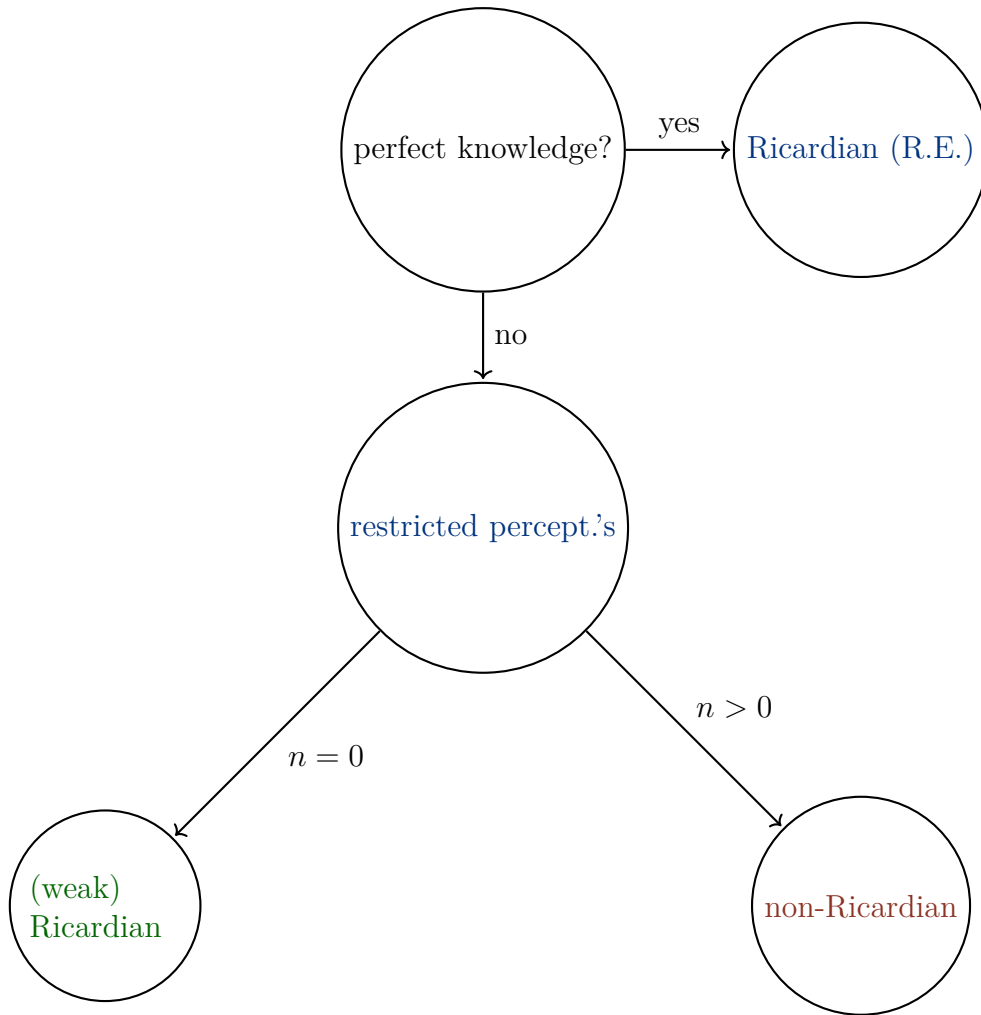 perfect knowledge?
yes
Ricardian (R.E.)
no
restricted percept.'s
n = 0
n > 0
(weak)
Ricardian
non-Ricardian